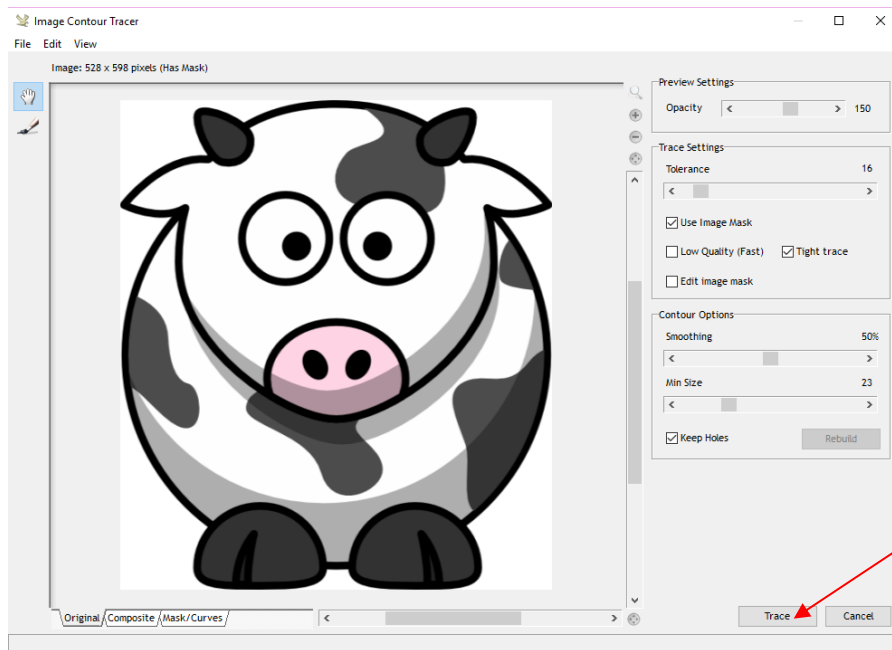 Image Contour Tracer
File Edit View
Image: 528 x 598 pixels (Has Mask)
Preview Settings
Opacity 150
Trace Settings
Tolerance 16
Use Image Mask
Low Quality (Fast) Tight trace
Edit image mask
Contour Options
Smoothing 50%
Min Size 23
Keep Holes Rebuild
Original Composite Mask/Curves
Trace Cancel